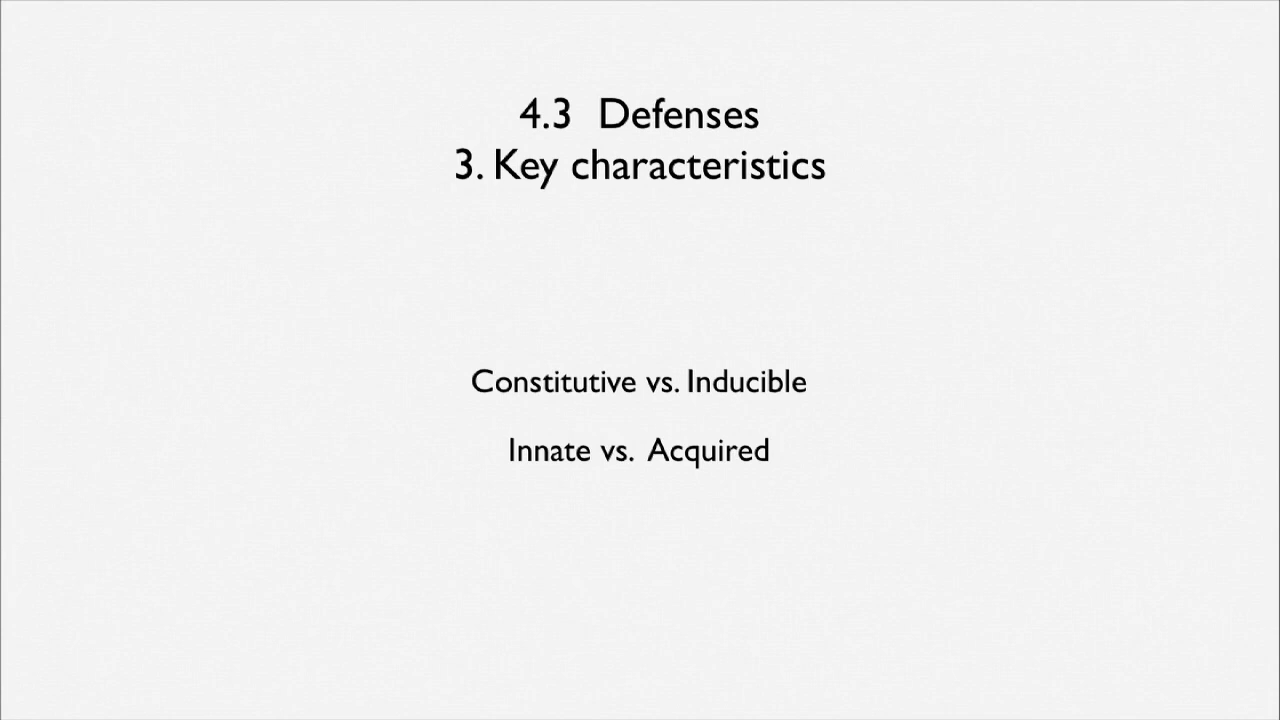 4.3  Defenses
3. Key characteristics
Constitutive vs. Inducible
Innate vs.  Acquired